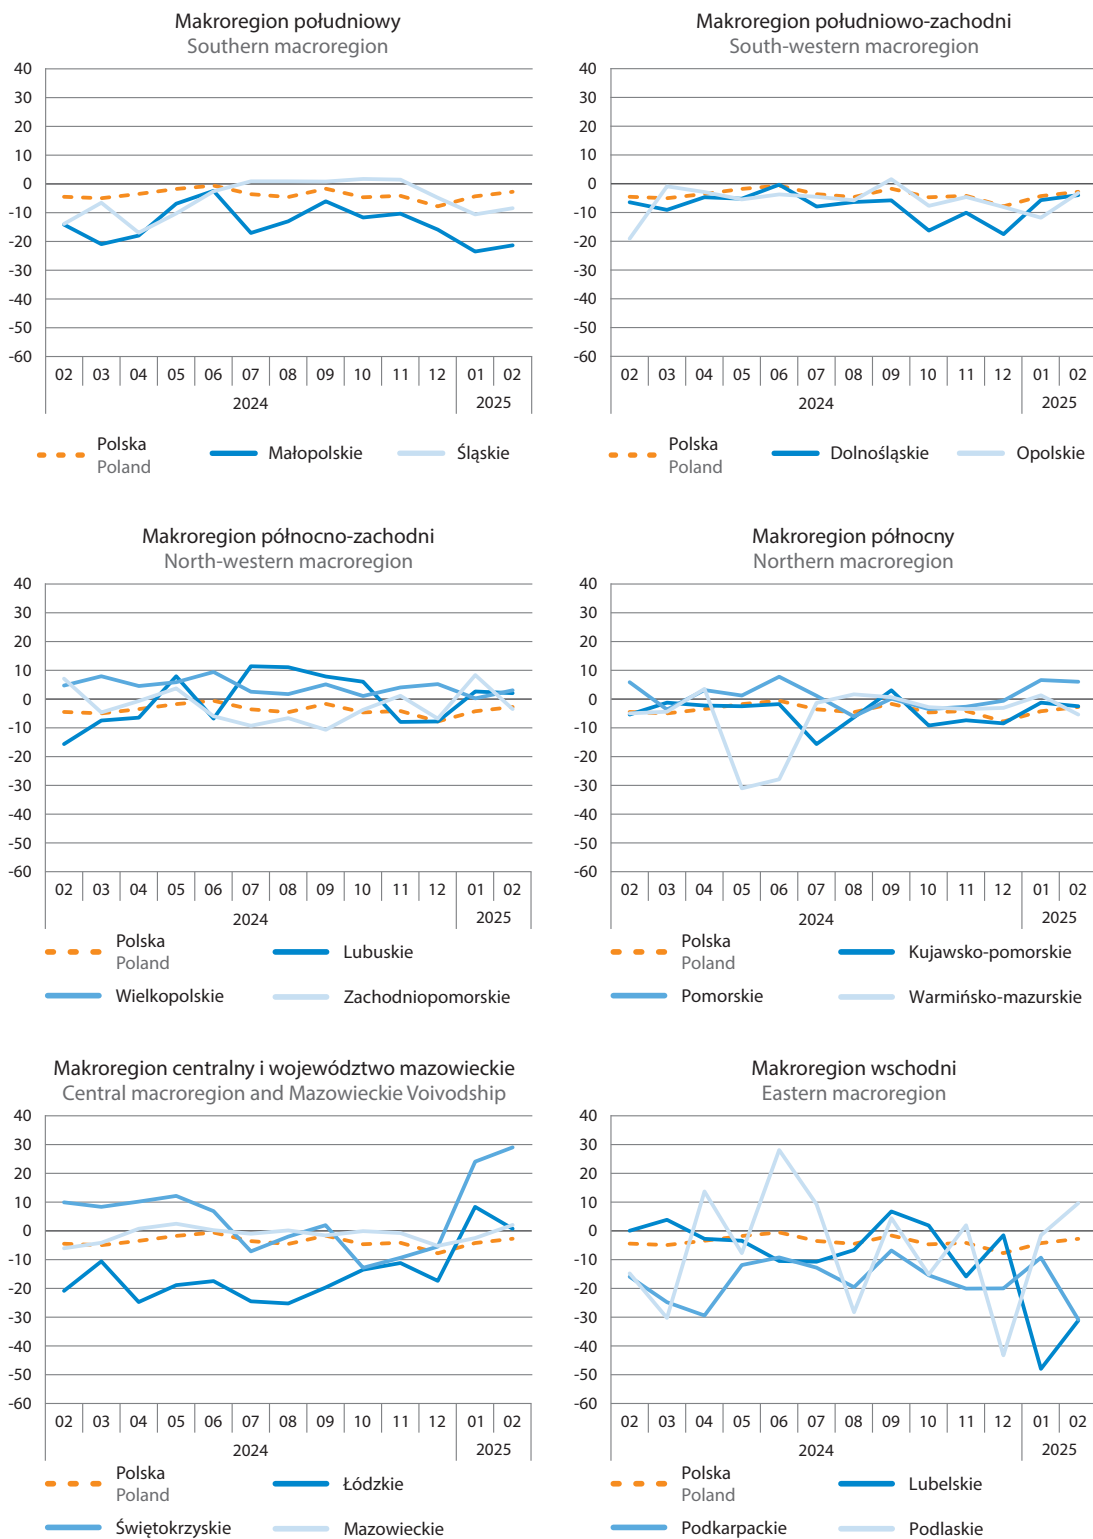 Makroregion południowy
Southern macroregion
40
30
20
10
0
-10
-20
-30
-40
-50
-60
02 03 04 05 06 07 08 09 10 11 12 01 02
2024 2025
Polska
Poland
Małopolskie
Śląskie
Makroregion południowo-zachodni
South-western macroregion
40
30
20
10
0
-10
-20
-30
-40
-50
-60
02 03 04 05 06 07 08 09 10 11 12 01 02
2024 2025
Polska
Poland
Dolnośląskie
Opolskie
Makroregion północno-zachodni
North-western macroregion
40
30
20
10
0
-10
-20
-30
-40
-50
-60
02 03 04 05 06 07 08 09 10 11 12 01 02
2024 2025
Polska
Poland
Lubuskie
Wielkopolskie
Zachodniopomorskie
Makroregion północny
Northern macroregion
40
30
20
10
0
-10
-20
-30
-40
-50
-60
02 03 04 05 06 07 08 09 10 11 12 01 02
2024 2025
Polska
Poland
Kujawsko-pomorskie
Pomorskie
Warmińsko-mazurskie
Makroregion centralny i województwo mazowieckie
Central macroregion and Mazowieckie Voivodship
40
30
20
10
0
-10
-20
-30
-40
-50
-60
02 03 04 05 06 07 08 09 10 11 12 01 02
2024 2025
Polska
Poland
Łódzkie
Świętokrzyskie
Mazowieckie
Makroregion wschodni
Eastern macroregion
40
30
20
10
0
-10
-20
-30
-40
-50
-60
02 03 04 05 06 07 08 09 10 11 12 01 02
2024 2025
Polska
Poland
Lubelskie
Podkarpackie
Podlaskie